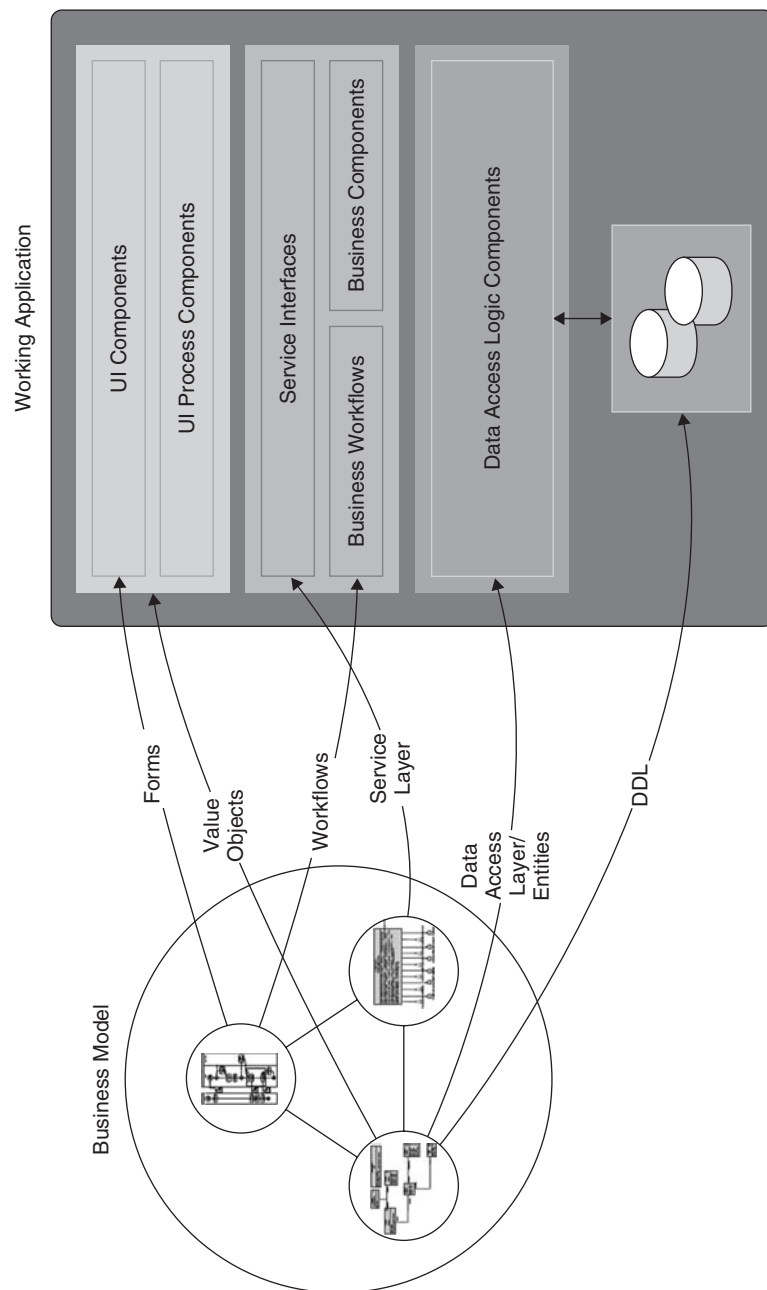 Working Application
UI Components
UI Process Components
Service Interfaces
Business Workflows
Business Components
Data Access Logic Components
Forms
Value
Objects
Workflows
Service
Layer
Data
Access
Layer/
Entities
DDL
Business Model